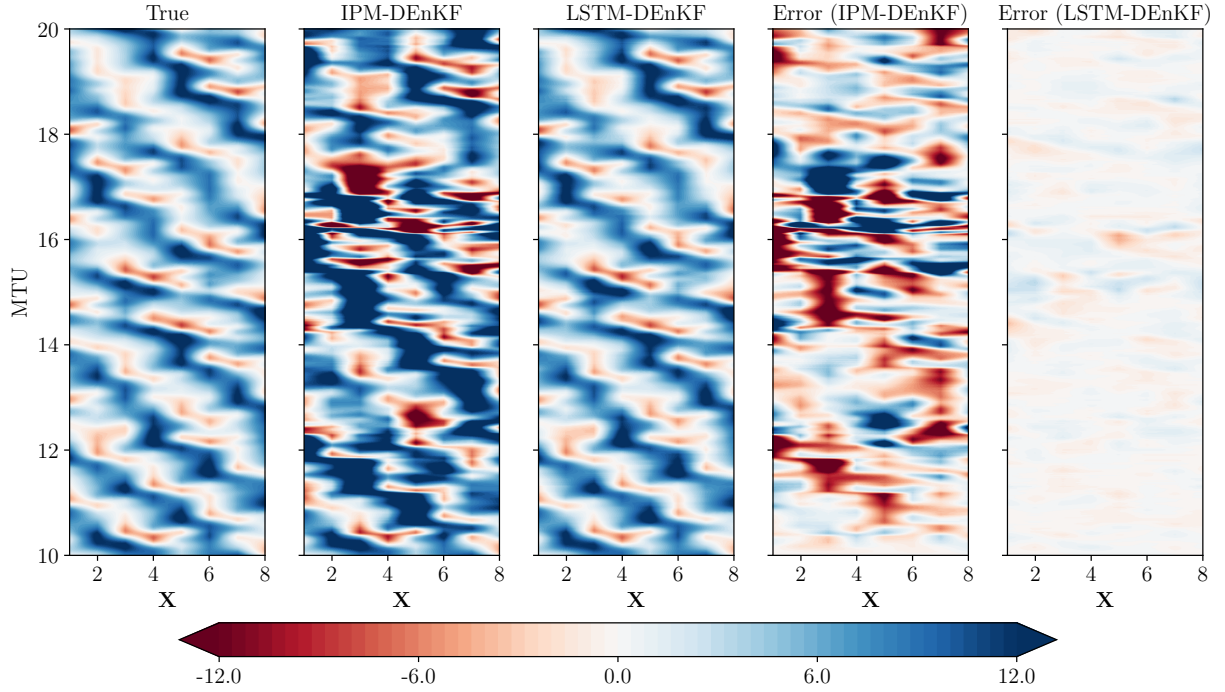 True IPM-DEnKF LSTM-DEnKF Error (IPM-DEnKF) Error (LSTM-DEnKF)
20
18
16
14
12
10
MTU
2 4 6 8 2 4 6 8 2 4 6 8 2 4 6 8 2 4 6 8
X X X X X
-12.0 -6.0 0.0 6.0 12.0